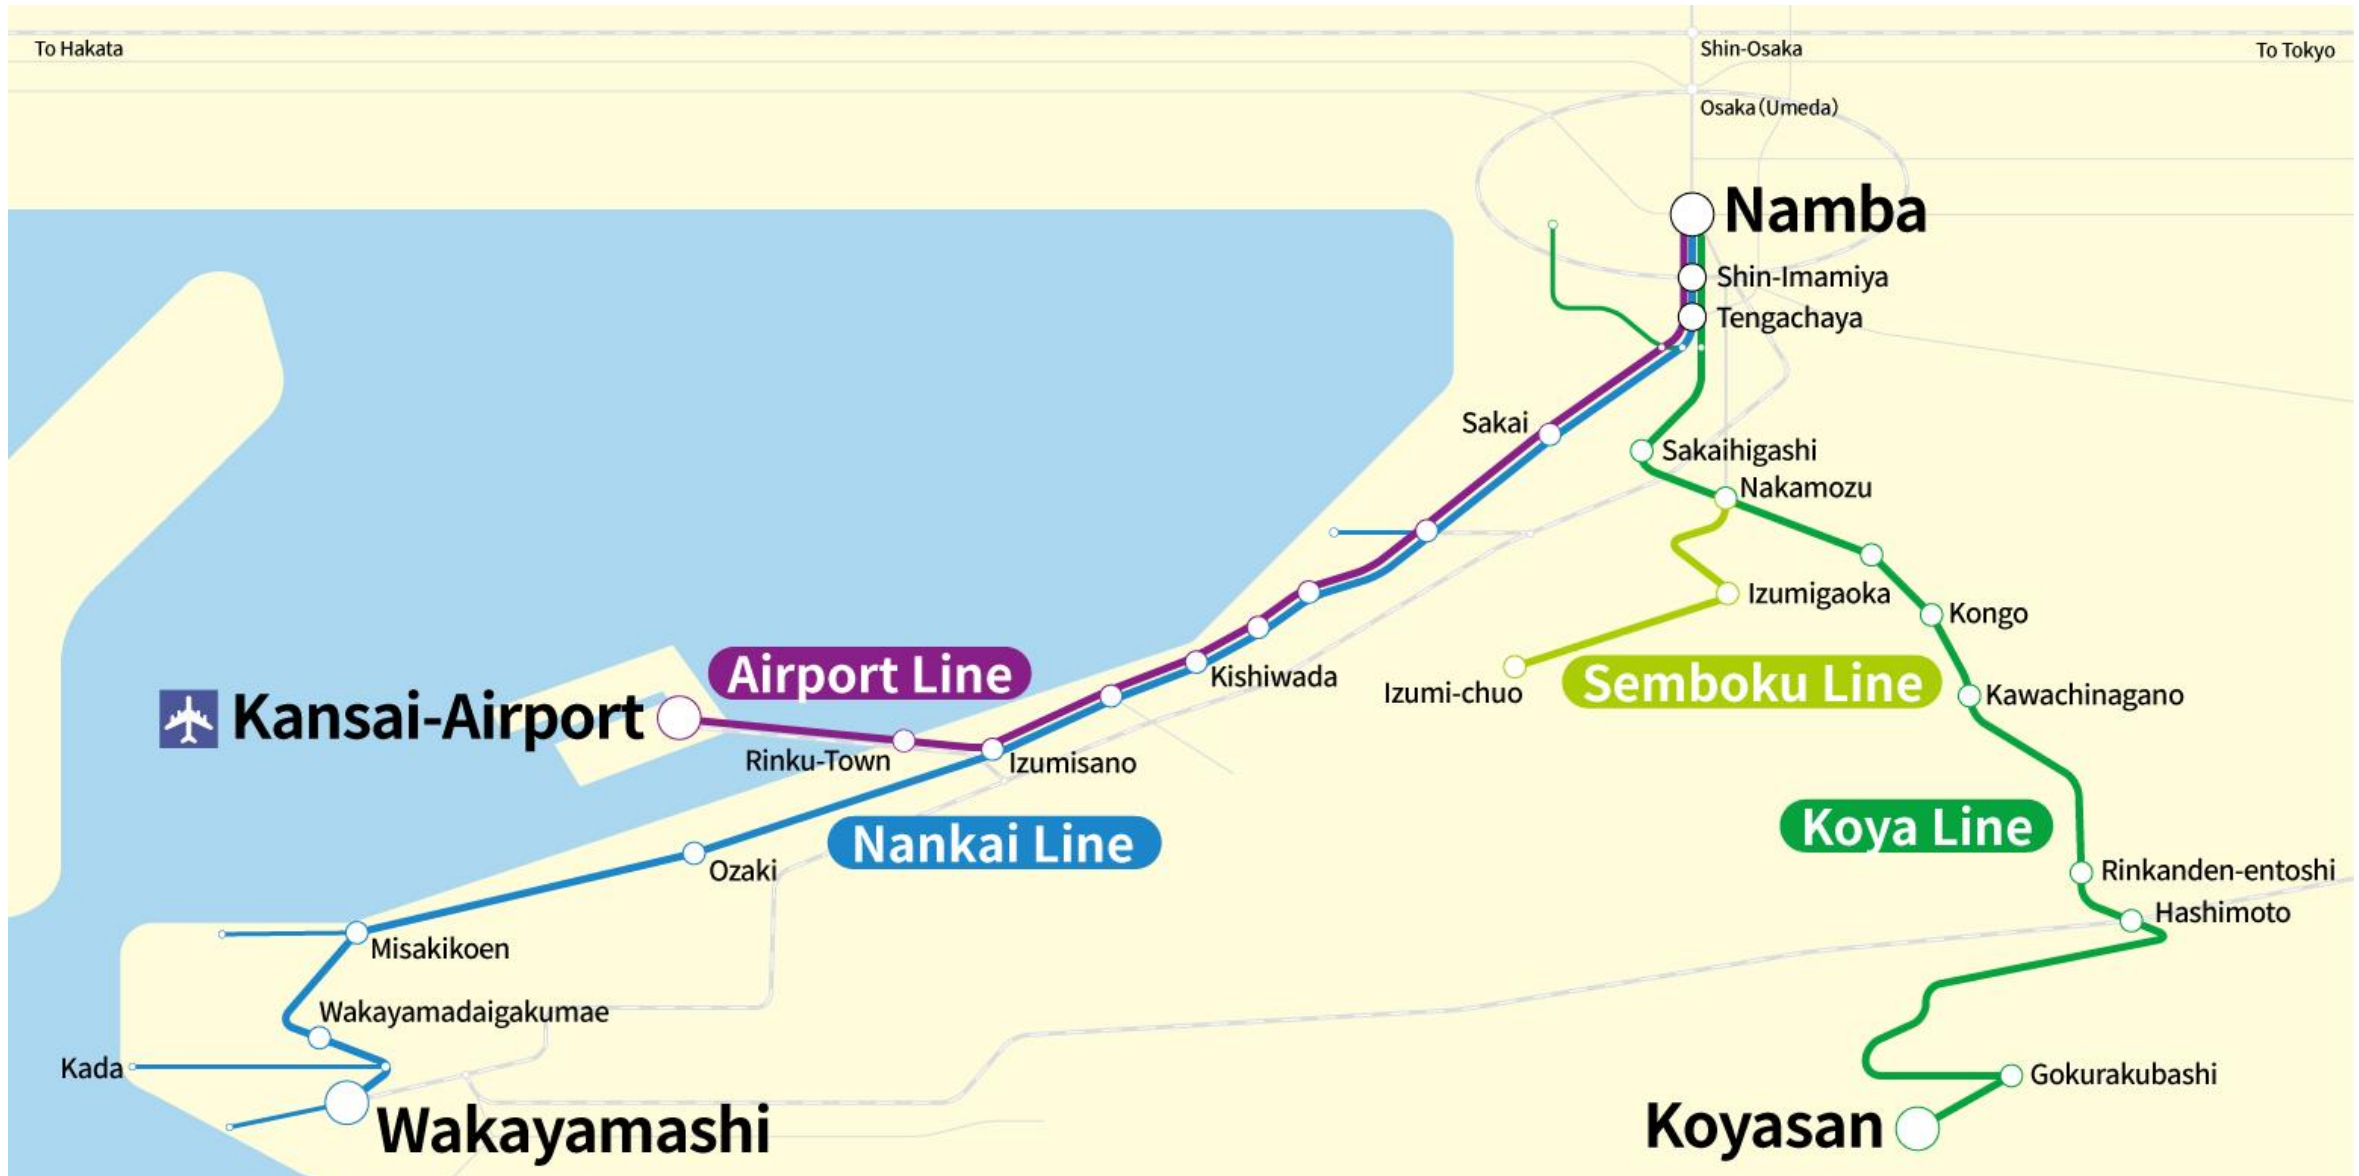 To Hakata
Shin-Osaka
To Tokyo
Osaka(Umeda)
Namba
Shin-Imamiya
Tengachaya
Sakai
Sakaihigashi
Nakamozu
Izumigaoka
Kongo
Kishiwada
Airport Line
Izumi-chuo
Semboku Line
Kawachinagano
Kansai-Airport
Rinku-Town
Izumisano
Koya Line
Nankai Line
Ozaki
Rinkanden-entoshi
Hashimoto
Misakikoen
Wakayamadaigakumae
Kada
Gokurakubashi
Wakayamashi
Koyasan